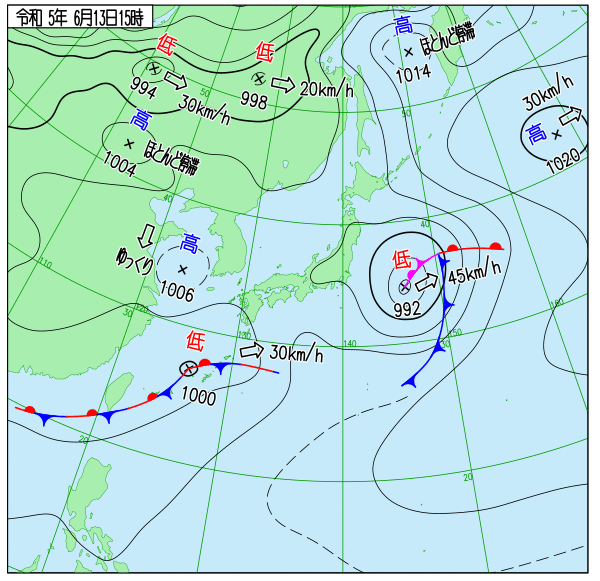 令和 5年 6月13日15時
低
994
30km/h
低
998
20km/h
高
1014
ほとんど停滞
30km/h
高
1020
高
1004
ほとんど停滞
ゆっくり
高
1006
低
992
45km/h
低
1000
30km/h
50
50
40
40
110
120
30
130
140
150
30
160
20
20